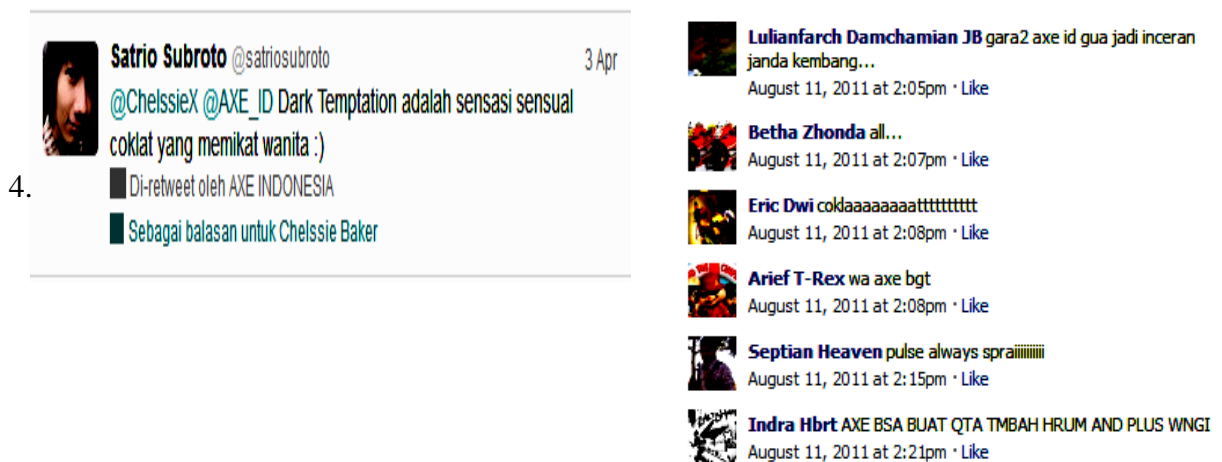 4.
Satrio Subroto @satriosubroto 3 Apr
@ChelssieX @AXE_ID Dark Temptation adalah sensasi sensual
coklat yang memikat wanita :)
Di-retweet oleh AXE INDONESIA
Sebagai balasan untuk Chelssie Baker
Lulianfarch Damchamian JB gara2 axe id gua jadi inceran
janda kembang...
August 11, 2011 at 2:05pm · Like
Betha Zhonda all...
August 11, 2011 at 2:07pm · Like
Eric Dwi coklaaaaaaaatttttttttt
August 11, 2011 at 2:08pm · Like
Arief T-Rex wa axe bgt
August 11, 2011 at 2:08pm · Like
Septian Heaven pulse always spraiiiiiiiiii
August 11, 2011 at 2:15pm · Like
Indra Hbrt AXE BSA BUAT QTA TMBAH HRUM AND PLUS WNGI
August 11, 2011 at 2:21pm · Like